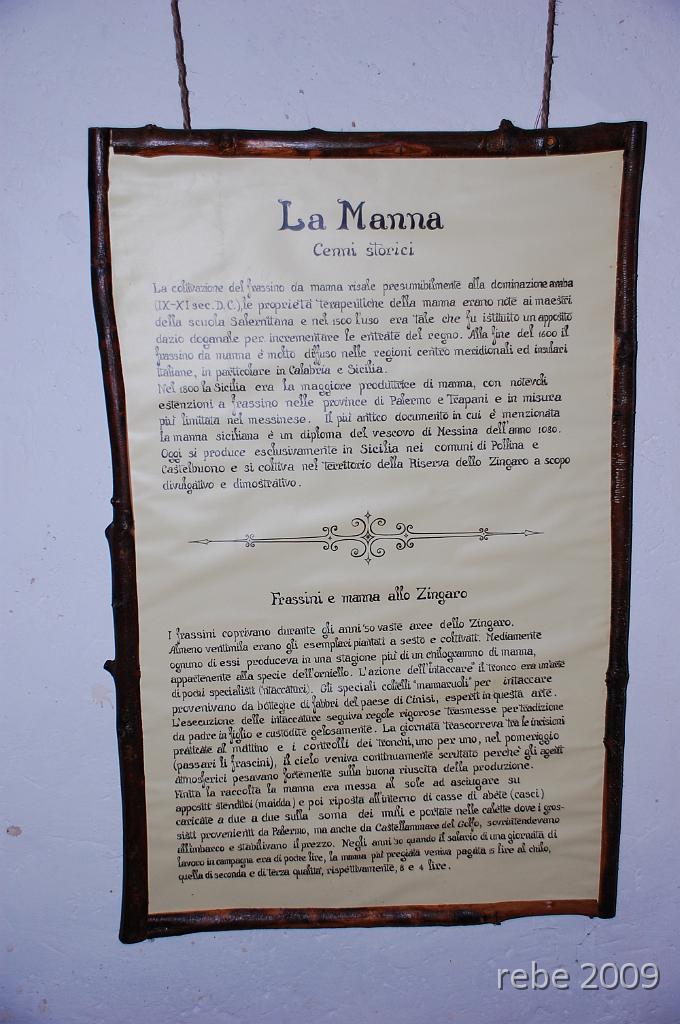 La Manna
Cenni storici
La coltivazione del frassino da manna risale presumibilmente alla dominazione araba
(IX-XI sec. D.C.), le proprietà terapeutiche della manna erano note ai maestri
della scuola Salernitana e nel 1500 l'uso era tale che fu istituito un apposito
dazio doganale per incrementare le entrate del regno. Alla fine del 1600 il
frassino da manna è molto diffuso nelle regioni centro meridionali ed insulari
italiane, in particolare in Calabria e Sicilia.
Nel 1800 la Sicilia era la maggiore produttrice di manna, con notevoli
estenzioni a frassino nelle province di Palermo e Trapani e in misura
più limitata nel messinese. Il più antico documento in cui è menzionata
la manna siciliana è un diploma del vescovo di Messina dell'anno 1080.
Oggi si produce esclusivamente in Sicilia nei comuni di Pollina e
Castelbuono e si coltiva nel territorio della Riserva dello Zingaro a scopo
divulgativo e dimostrativo.
Frassini e manna allo Zingaro
I frassini coprivano durante gli anni '50 vaste aree dello Zingaro.
Almeno ventimila erano gli esemplari piantati a sesto e coltivati. Mediamente
ognuno di essi produceva in una stagione più di un chilogrammo di manna,
appartenente alla specie dell'orniello. L'azione dell'intaccare il tronco era un'arte
di pochi specialisti (intaccaturi). Gli speciali coltelli "mannaruoli" per intaccare
provenivano da botteghe di fabbri del paese di Cinisi, esperti in questa arte.
L'esecuzione delle intaccature seguiva regole rigorose trasmesse per tradizione
da padre in figlio e custodite gelosamente. La giornata trascorreva tra le incisioni
praticate al mattino e i controlli dei tronchi, uno per uno, nel pomeriggio
(passari li frascini), il cielo veniva continuamente scrutato perchè gli agenti
atmosferici pesavano fortemente sulla buona riuscita della produzione.
Finita la raccolta la manna era messa al sole ad asciugare su
appositi stenditoi (maidda) e poi riposta all'interno di casse di abete (casci)
caricate a due a due sulla soma dei muli e portate nelle calette dove i gros-
sisti provenienti da Palermo, ma anche da Castellammare del Golfo, sovrintendevano
all'imbarco e stabilivano il prezzo. Negli anni '50 quando il salario di una giornata di
lavoro in campagna era di poche lire, la manna più pregiata veniva pagata 15 lire al chilo,
quella di seconda e di terza qualità, rispettivamente, 8 e 4 lire.
rebe 2009